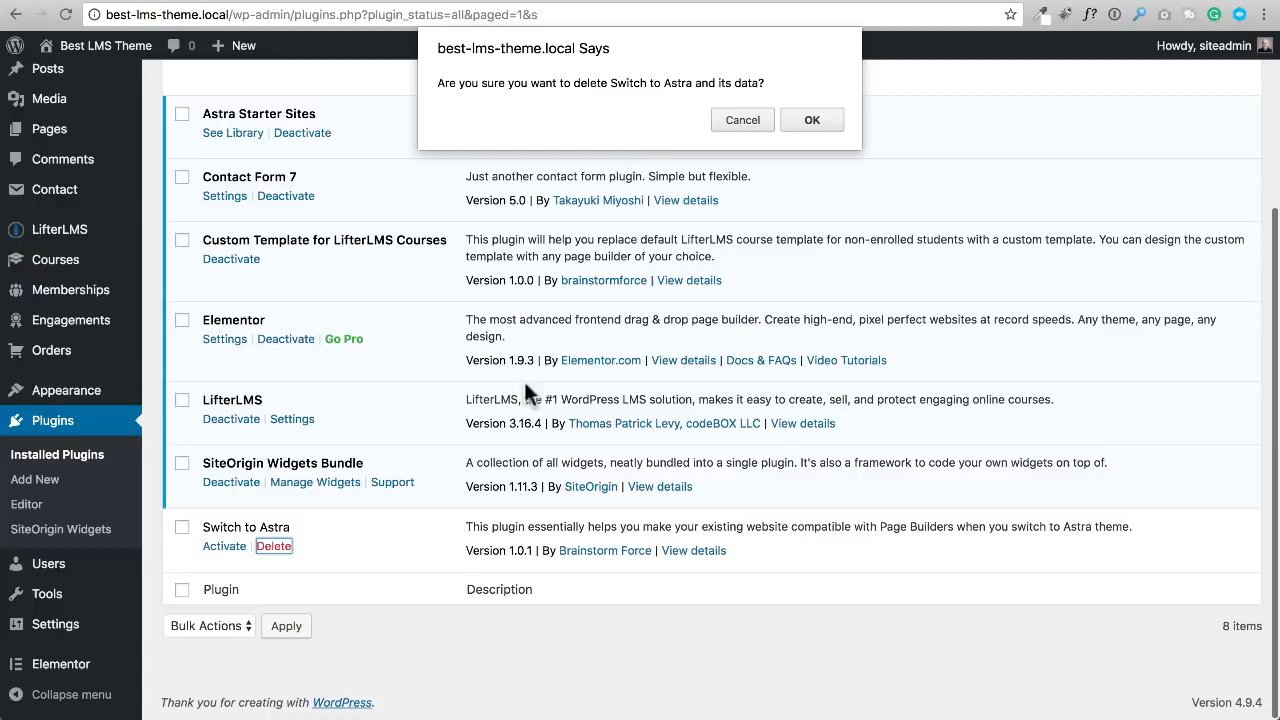 best-lms-theme.local/wp-admin/plugins.php?plugin_status=all&paged=1&s
Best LMS Theme 0 New Howdy, siteadmin
best-lms-theme.local Says
Are you sure you want to delete Switch to Astra and its data?
Cancel OK
Posts
Media
Pages
Comments
Contact
LifterLMS
Courses
Memberships
Engagements
Orders
Appearance
Plugins
Installed Plugins
Add New
Editor
SiteOrigin Widgets
Users
Tools
Settings
Elementor
Collapse menu
Astra Starter Sites
See Library | Deactivate
Contact Form 7
Settings | Deactivate
Just another contact form plugin. Simple but flexible.
Version 5.0 | By Takayuki Miyoshi | View details
Custom Template for LifterLMS Courses
Deactivate
This plugin will help you replace default LifterLMS course template for non-enrolled students with a custom template. You can design the custom
template with any page builder of your choice.
Version 1.0.0 | By brainstormforce | View details
Elementor
Settings | Deactivate | Go Pro
The most advanced frontend drag & drop page builder. Create high-end, pixel perfect websites at record speeds. Any theme, any page, any
design.
Version 1.9.3 | By Elementor.com | View details | Docs & FAQs | Video Tutorials
LifterLMS
Deactivate | Settings
LifterLMS, #1 WordPress LMS solution, makes it easy to create, sell, and protect engaging online courses.
Version 3.16.4 | By Thomas Patrick Levy, codeBOX LLC | View details
SiteOrigin Widgets Bundle
Deactivate | Manage Widgets | Support
A collection of all widgets, neatly bundled into a single plugin. It's also a framework to code your own widgets on top of.
Version 1.11.3 | By SiteOrigin | View details
Switch to Astra
Activate | Delete
This plugin essentially helps you make your existing website compatible with Page Builders when you switch to Astra theme.
Version 1.0.1 | By Brainstorm Force | View details
Plugin Description
Bulk Actions Apply 8 items
Thank you for creating with WordPress. Version 4.9.4